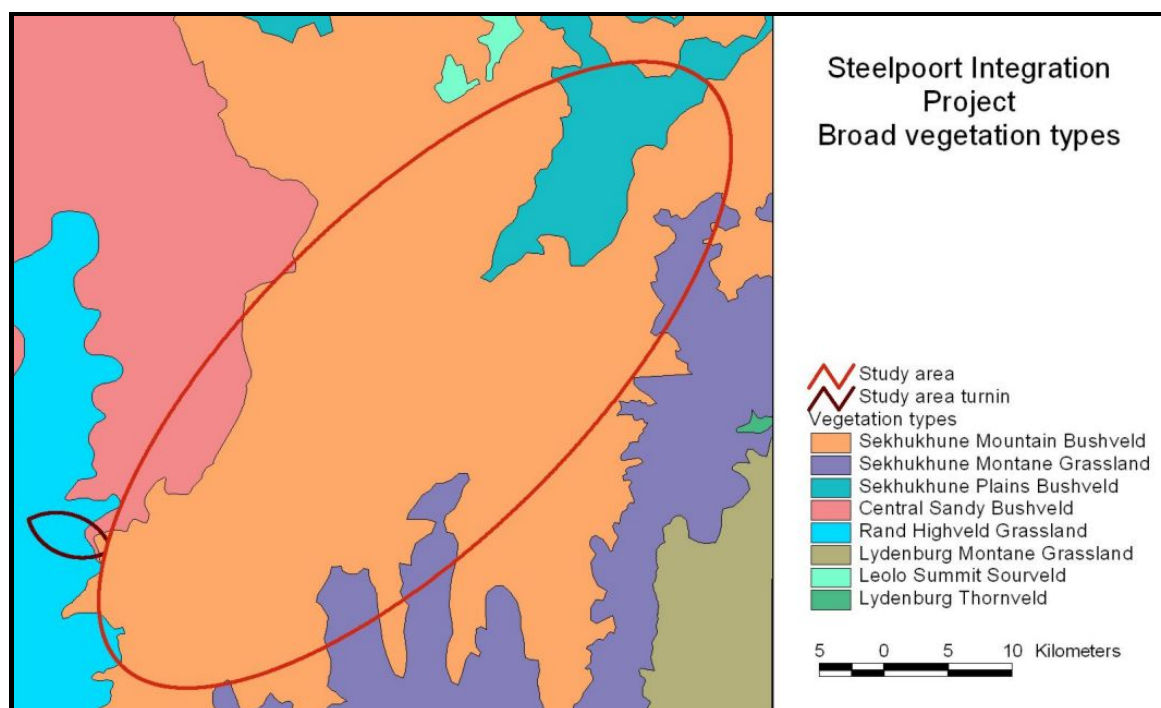 Steelpoort Integration
Project
Broad vegetation types
Study area
Study area turnin
Vegetation types
Sekhukhune Mountain Bushveld
Sekhukhune Montane Grassland
Sekhukhune Plains Bushveld
Central Sandy Bushveld
Rand Highveld Grassland
Lydenburg Montane Grassland
Leolo Summit Sourveld
Lydenburg Thornveld
5 0 5 10 Kilometers